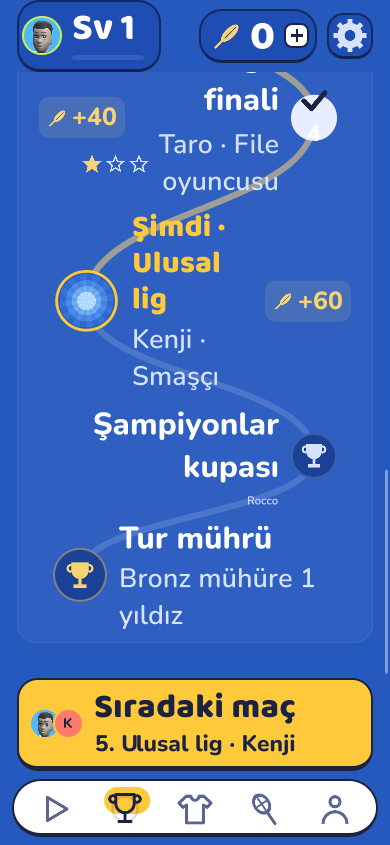 Sv 1
0
finali
+40
4
Taro · File
oyuncusu
Şimdi ·
Ulusal
lig
+60
Kenji ·
Smaşçı
Şampiyonlar
kupası
Rocco
Tur mührü
Bronz mühüre 1
yıldız
K
Sıradaki maç
5. Ulusal lig · Kenji